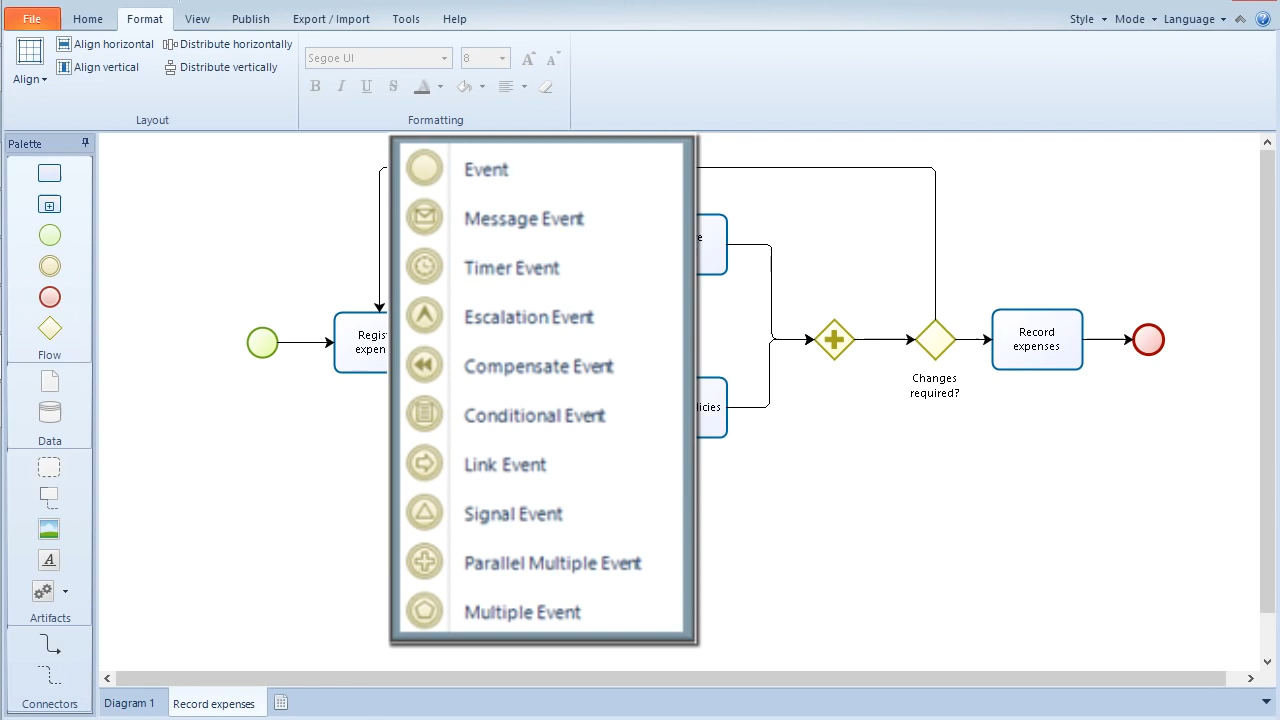 File Home Format View Publish Export / Import Tools Help Style Mode Language
Align horizontal Distribute horizontally
Align vertical Distribute vertically
Align
Segoe UI 8
A A
B I U S A
Layout Formatting
Palette
Flow
Data
A
Artifacts
Connectors
Event
Message Event
Timer Event
Escalation Event
Compensate Event
Conditional Event
Link Event
Signal Event
Parallel Multiple Event
Multiple Event
Changes
required?
Record
expenses
Diagram 1 Record expenses